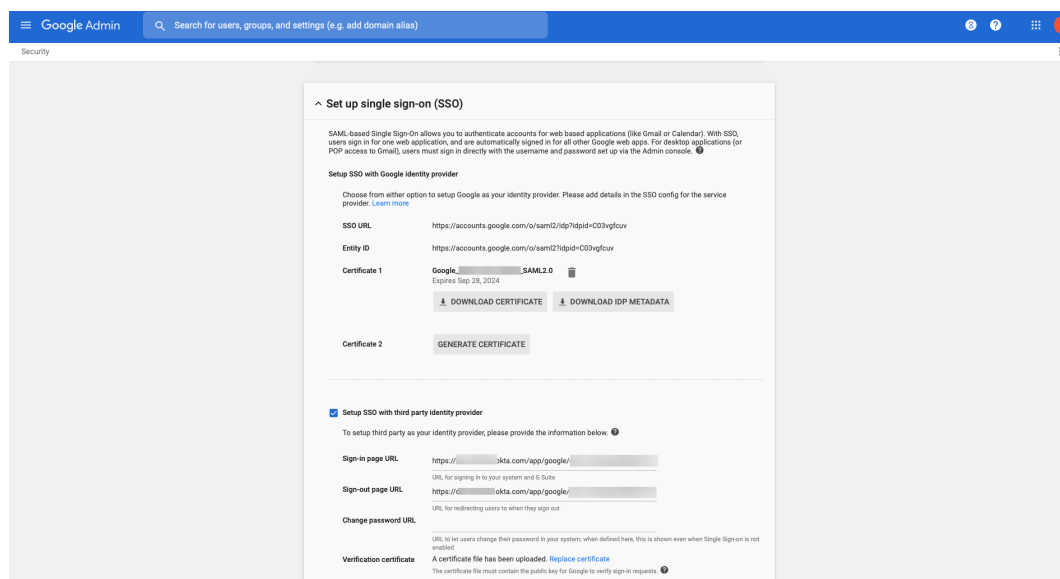 Google Admin
Search for users, groups, and settings (e.g. add domain alias)
Security
Set up single sign-on (SSO)
SAML-based Single Sign-On allows you to authenticate accounts for web based applications (like Gmail or Calendar). With SSO,
users sign in for one web application, and are automatically signed in for all other Google web apps. For desktop applications (or
POP access to Gmail), users must sign in directly with the username and password set up via the Admin console.
Setup SSO with Google identity provider
Choose from either option to setup Google as your identity provider. Please add details in the SSO config for the service
provider. Learn more
SSO URL https://accounts.google.com/o/saml2/idp?idpid=C03vgfcuv
Entity ID https://accounts.google.com/o/saml2?idpid=C03vgfcuv
Certificate 1 Google_ _SAML2.0
Expires Sep 28, 2024
DOWNLOAD CERTIFICATE DOWNLOAD IDP METADATA
Certificate 2 GENERATE CERTIFICATE
Setup SSO with third party identity provider
To setup third party as your identity provider, please provide the information below.
Sign-in page URL https:// okta.com/app/google/
URL for signing in to your system and G Suite
Sign-out page URL https:// okta.com/app/google/
URL for redirecting users to when they sign out
Change password URL
URL to let users change their password in your system; when defined here, this is shown even when Single Sign-on is not
enabled
Verification certificate A certificate file has been uploaded. Replace certificate
The certificate file must contain the public key for Google to verify sign-in requests.